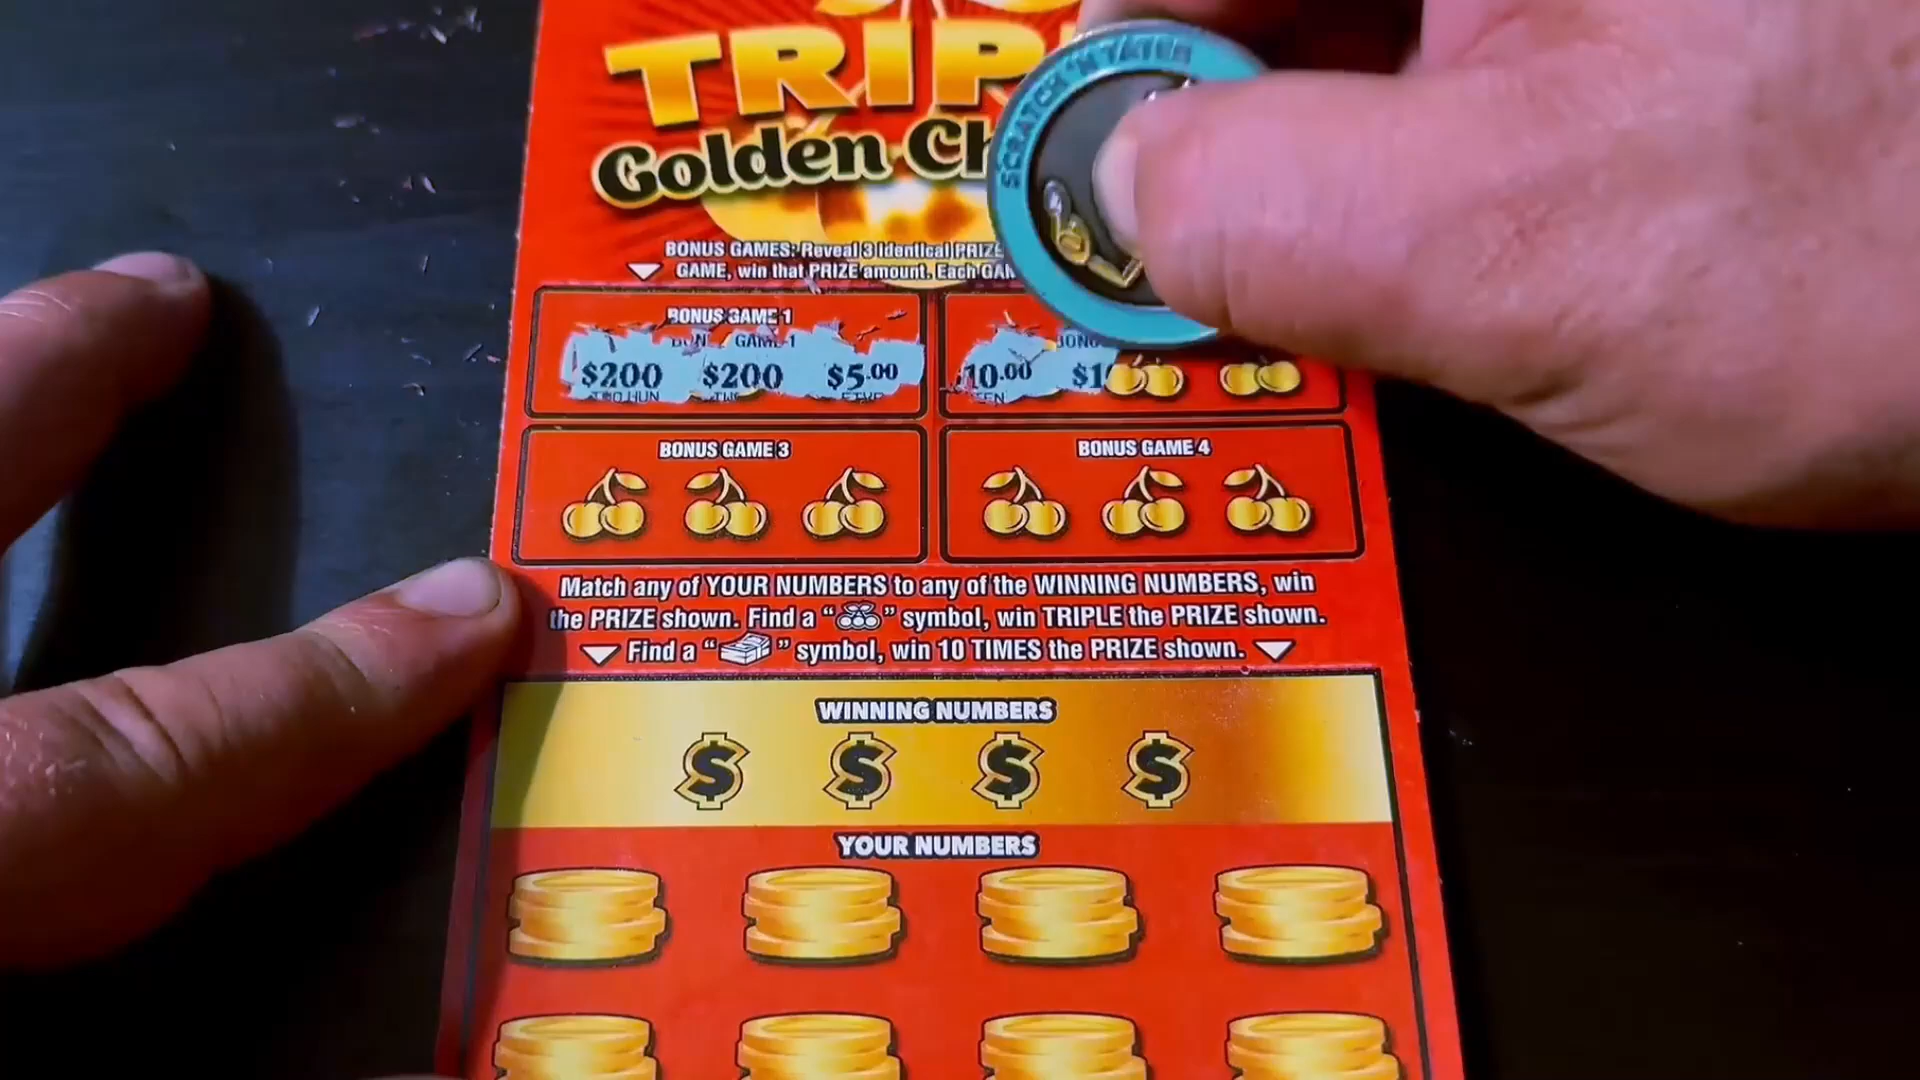 TRIP
SCRATCH 'N TATER
Golden Ch
BONUS GAMES: Reveal 3 Identical PRIZE
GAME, win that PRIZE amount. Each GAM
BONUS GAME 1
GAME 1
$200 $200 $5.00
10.00 $1
BONUS GAME 3
BONUS GAME 4
Match any of YOUR NUMBERS to any of the WINNING NUMBERS, win
the PRIZE shown. Find a " " symbol, win TRIPLE the PRIZE shown.
Find a " " symbol, win 10 TIMES the PRIZE shown.
WINNING NUMBERS
$ $ $ $
YOUR NUMBERS